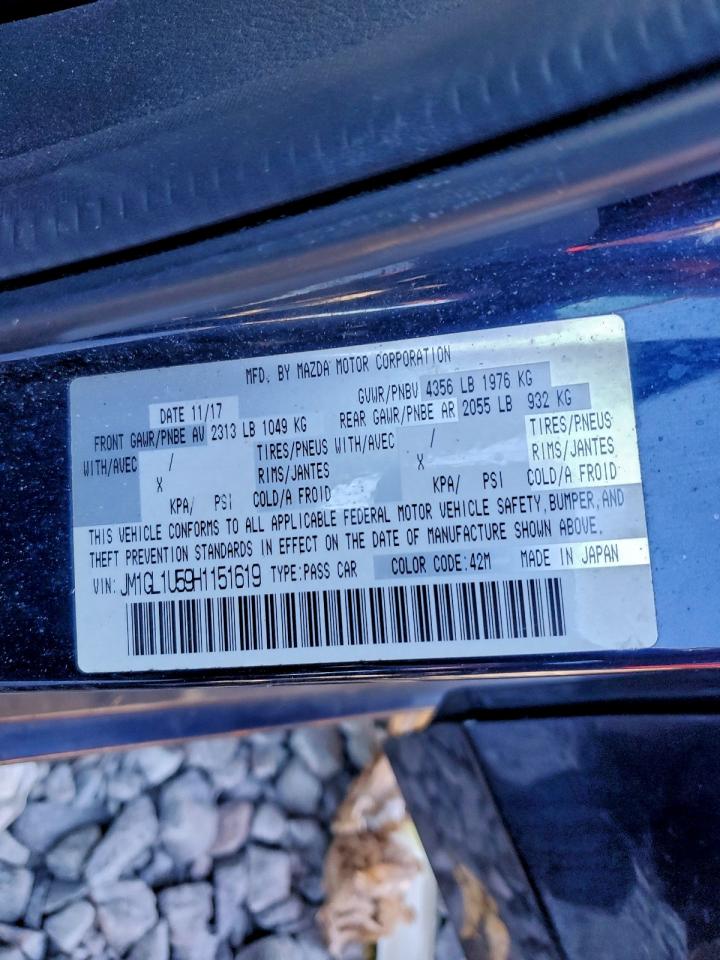 MFD. BY MAZDA MOTOR CORPORATION
DATE 11/17 GVWR/PNBV 4356 LB 1976 KG
FRONT GAWR/PNBE AV 2313 LB 1049 KG REAR GAWR/PNBE AR 2055 LB 932 KG
WITH/AVEC / TIRES/PNEUS WITH/AVEC / TIRES/PNEUS
X RIMS/JANTES X RIMS/JANTES
KPA/ PSI COLD/A FROID KPA/ PSI COLD/A FROID
THIS VEHICLE CONFORMS TO ALL APPLICABLE FEDERAL MOTOR VEHICLE SAFETY, BUMPER, AND
THEFT PREVENTION STANDARDS IN EFFECT ON THE DATE OF MANUFACTURE SHOWN ABOVE.
VIN: JM1GL1U59H1151619 TYPE:PASS CAR COLOR CODE:42M MADE IN JAPAN